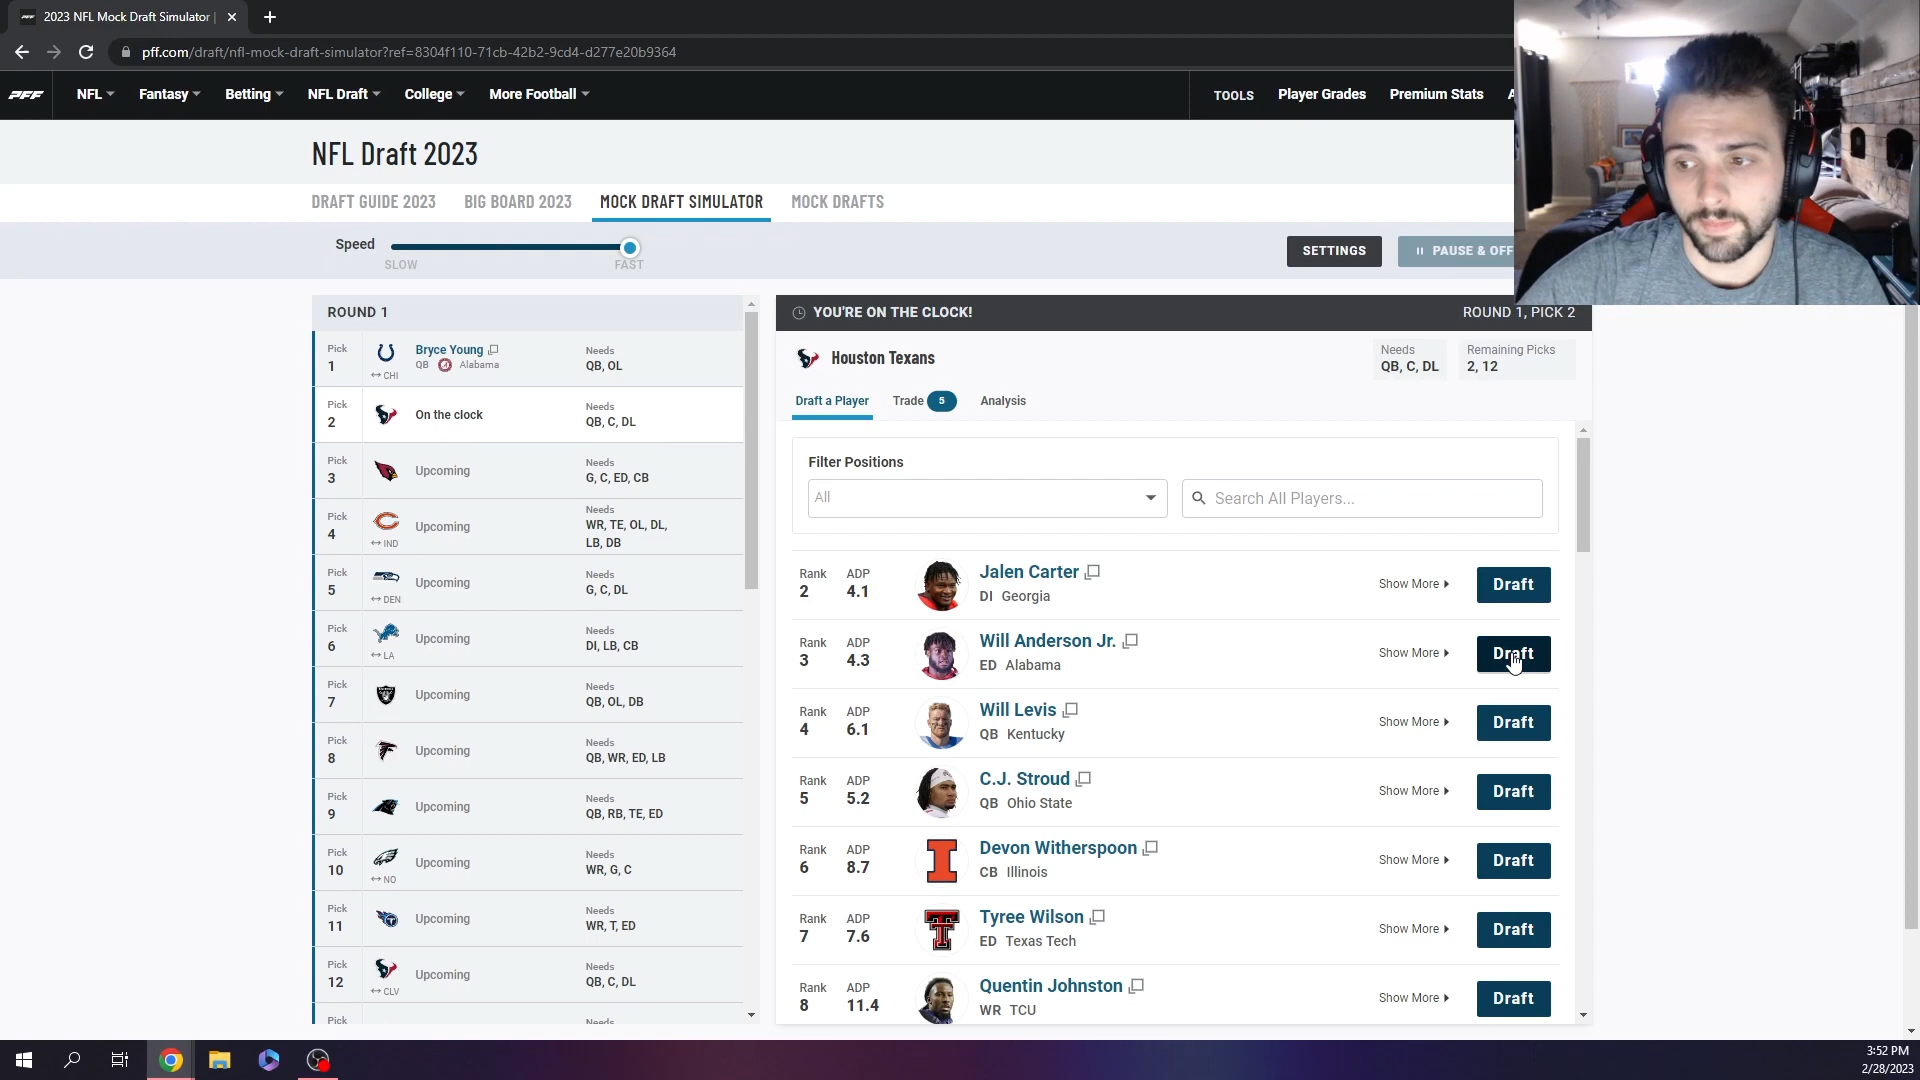 2023 NFL Mock Draft Simulator |
pff.com/draft/nfl-mock-draft-simulator?ref=8304f110-71cb-42b2-9cd4-d277e20b9364
PFF NFL Fantasy Betting NFL Draft College More Football TOOLS Player Grades Premium Stats A
NFL Draft 2023
DRAFT GUIDE 2023 BIG BOARD 2023 MOCK DRAFT SIMULATOR MOCK DRAFTS
Speed
SLOW FAST
SETTINGS PAUSE & OFF
ROUND 1
Pick 1 CHI Bryce Young QB Alabama Needs QB, OL
Pick 2 On the clock Needs QB, C, DL
Pick 3 Upcoming Needs G, C, ED, CB
Pick 4 IND Upcoming Needs WR, TE, OL, DL,
LB, DB
Pick 5 DEN Upcoming Needs G, C, DL
Pick 6 LA Upcoming Needs DI, LB, CB
Pick 7 Upcoming Needs QB, OL, DB
Pick 8 Upcoming Needs QB, WR, ED, LB
Pick 9 Upcoming Needs QB, RB, TE, ED
Pick 10 NO Upcoming Needs WR, G, C
Pick 11 Upcoming Needs WR, T, ED
Pick 12 CLV Upcoming Needs QB, C, DL
Pick Needs
YOU'RE ON THE CLOCK! ROUND 1, PICK 2
Houston Texans
Needs Remaining Picks
QB, C, DL 2, 12
Draft a Player Trade 5 Analysis
Filter Positions
All Search All Players...
Rank 2 ADP 4.1 Jalen Carter DI Georgia Show More Draft
Rank 3 ADP 4.3 Will Anderson Jr. ED Alabama Show More Draft
Rank 4 ADP 6.1 Will Levis QB Kentucky Show More Draft
Rank 5 ADP 5.2 C.J. Stroud QB Ohio State Show More Draft
Rank 6 ADP 8.7 Devon Witherspoon CB Illinois Show More Draft
Rank 7 ADP 7.6 Tyree Wilson ED Texas Tech Show More Draft
Rank 8 ADP 11.4 Quentin Johnston WR TCU Show More Draft
3:52 PM
2/28/2023